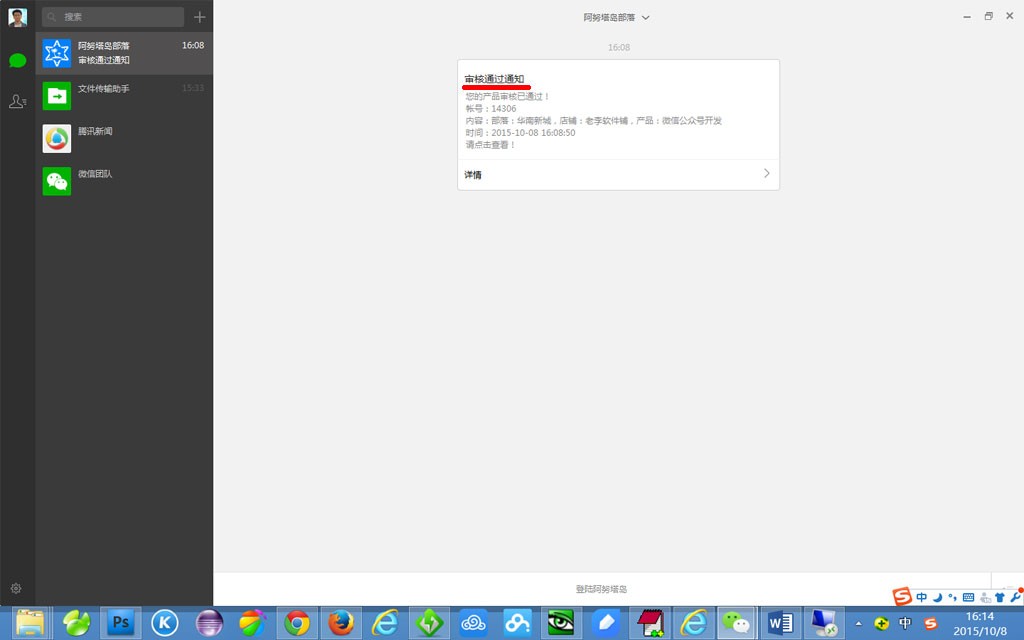 搜索
阿努塔岛部落
16:08
审核通过通知
文件传输助手
15:33
腾讯新闻
微信团队
阿努塔岛部落
16:08
审核通过通知
您的产品审核已通过！
帐号：14306
内容：部落：华南新城，店铺：老李软件铺，产品：微信公众号开发
时间：2015-10-08 16:08:50
请点击查看！
详情
登陆阿努塔岛
S 中
Ps
K
W
中
S
16:14
2015/10/8